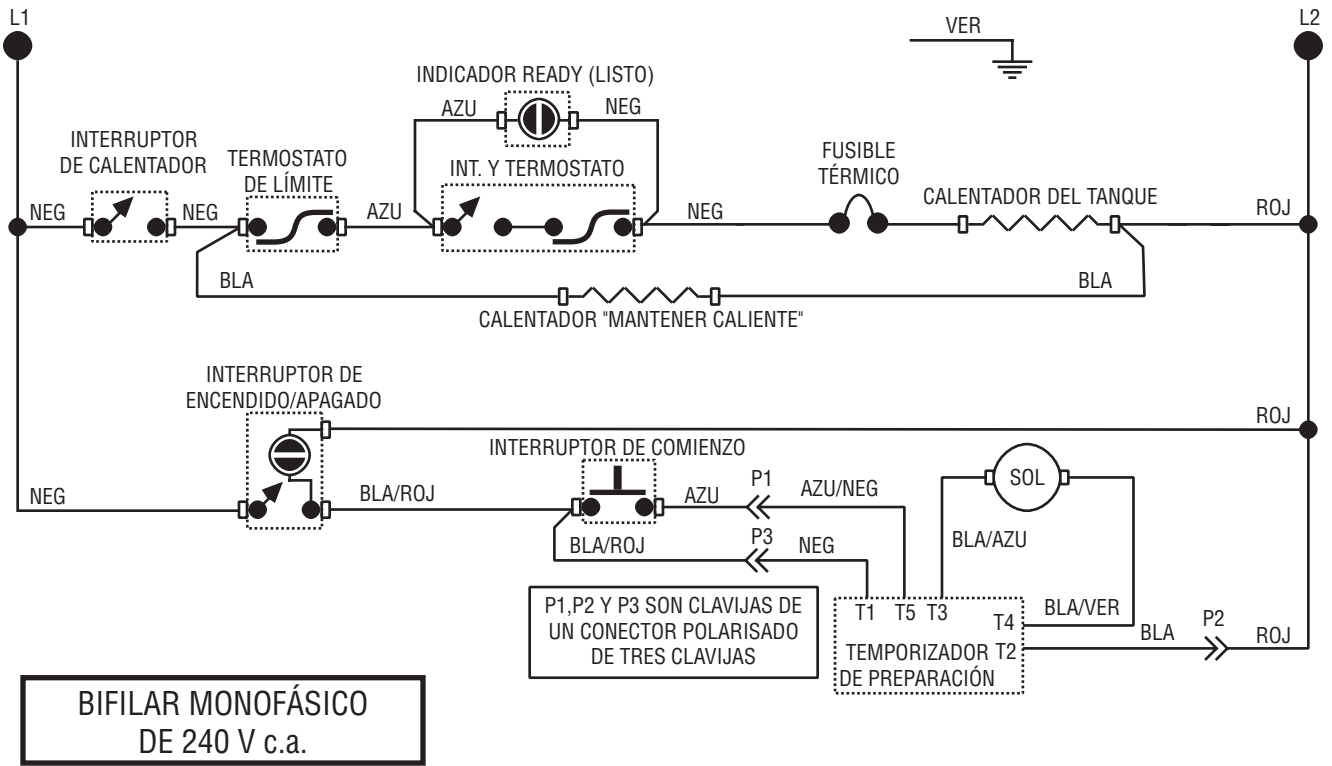 L1
VER
L2
INDICADOR READY (LISTO)
AZU
NEG
INTERRUPTOR
DE CALENTADOR
TERMOSTATO
DE LÍMITE
INT. Y TERMOSTATO
FUSIBLE
TÉRMICO
CALENTADOR DEL TANQUE
NEG
NEG
AZU
NEG
ROJ
BLA
BLA
CALENTADOR "MANTENER CALIENTE"
INTERRUPTOR DE
ENCENDIDO/APAGADO
ROJ
INTERRUPTOR DE COMIENZO
SOL
NEG
BLA/ROJ
AZU
P1
AZU/NEG
BLA/ROJ
P3
NEG
BLA/AZU
P1,P2 Y P3 SON CLAVIJAS DE
UN CONECTOR POLARISADO
DE TRES CLAVIJAS
T1
T5
T3
T4
BLA/VER
TEMPORIZADOR
T2
DE PREPARACIÓN
BLA
P2
ROJ
BIFILAR MONOFÁSICO
DE 240 V c.a.